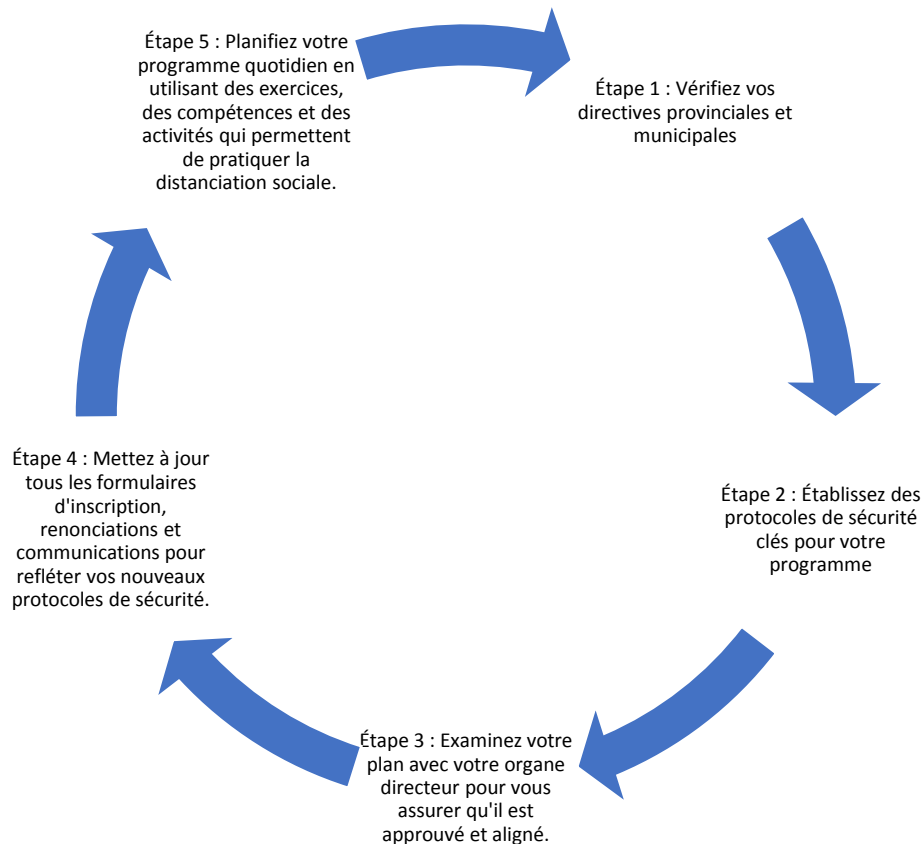 Étape 1 : Vérifiez vos
directives provinciales et
municipales
Étape 2 : Établissez des
protocoles de sécurité
clés pour votre
programme
Étape 3 : Examinez votre
plan avec votre organe
directeur pour vous
assurer qu'il est
approuvé et aligné.
Étape 4 : Mettez à jour
tous les formulaires
d'inscription,
renonciations et
communications pour
refléter vos nouveaux
protocoles de sécurité.
Étape 5 : Planifiez votre
programme quotidien en
utilisant des exercices,
des compétences et des
activités qui permettent
de pratiquer la
distanciation sociale.